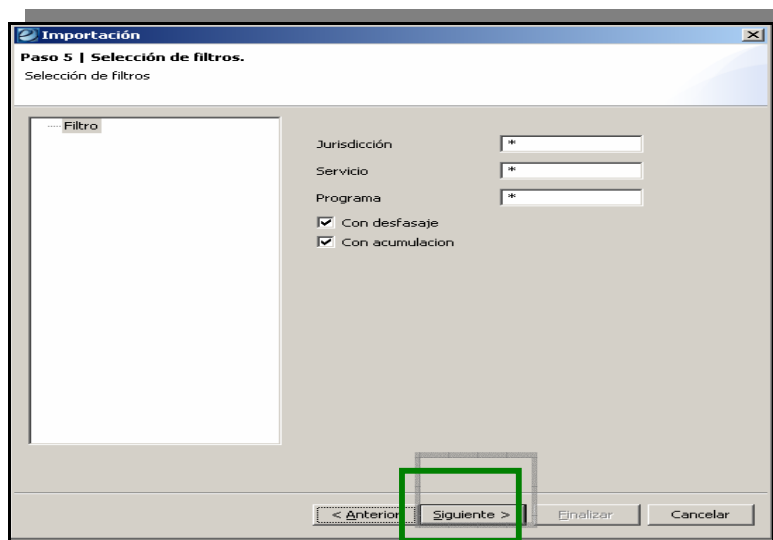 Importación
Paso 5 | Selección de filtros.
Selección de filtros
Filtro
Jurisdicción *
Servicio *
Programa *
Con desfasaje
Con acumulacion
< Anterior Siguiente > Finalizar Cancelar